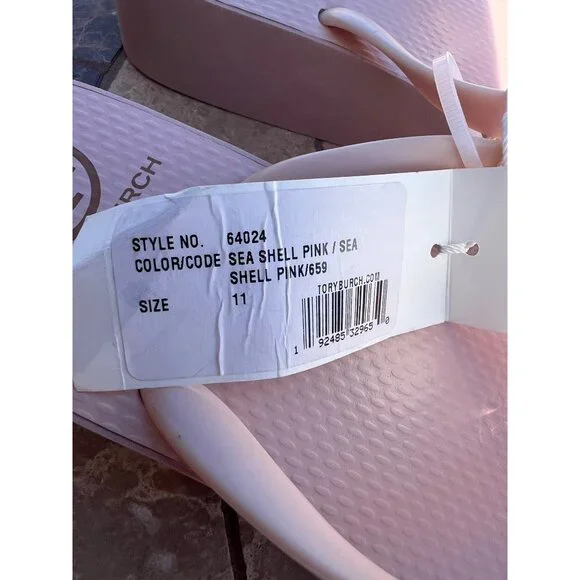 BURCH
STYLE NO. 64024
COLOR/CODE SEA SHELL PINK / SEA
SHELL PINK/659
SIZE 11
TORYBURCH.COM
1 92485 32965 0